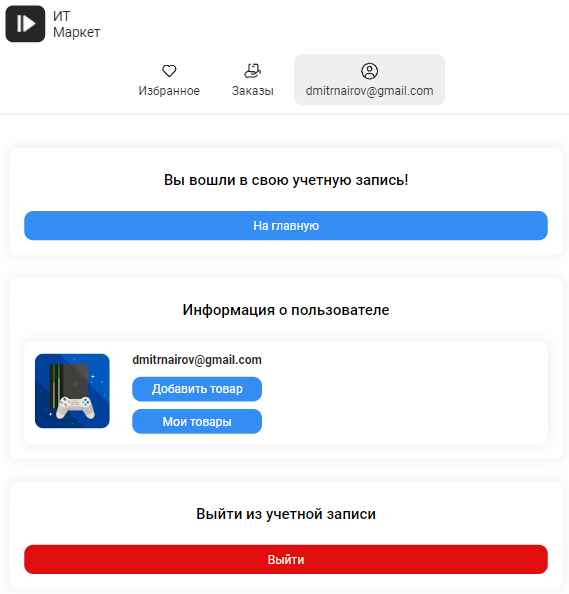 ИТ
Маркет
Избранное
Заказы
dmitrnairov@gmail.com
Вы вошли в свою учетную запись!
На главную
Информация о пользователе
dmitrnairov@gmail.com
Добавить товар
Мои товары
Выйти из учетной записи
Выйти